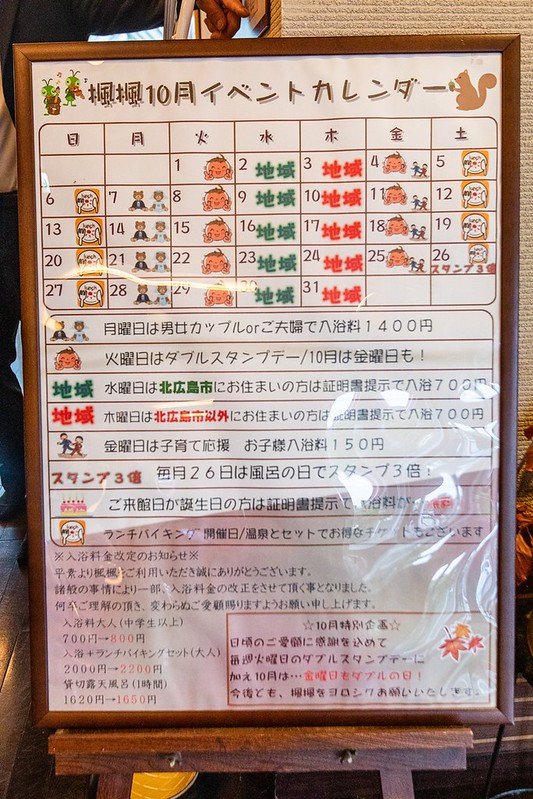 楓楓10月イベントカレンダー
日 月 火 水 木 金 土
1 2 地域 3 地域 4 5
6 7 8 9 地域 10 地域 11 12
13 14 15 16 地域 17 地域 18 19
20 21 22 23 地域 24 地域 25 26 スタンプ3倍
27 28 29 30 地域 31 地域
月曜日は男女カップルorご夫婦で入浴料1400円
火曜日はダブルスタンプデー/10月は金曜日も!
地域 水曜日は北広島市にお住まいの方は証明書提示で入浴700円
地域 木曜日は北広島市以外にお住まいの方は証明書提示で入浴700円
金曜日は子育て応援 お子様入浴料150円
スタンプ3倍 毎月26日は風呂の日でスタンプ3倍!
ご来館日が誕生日の方は証明書提示で入浴料が
ランチバイキング開催日/温泉とセットでお得なチケットもございます
※入浴料金改定のお知らせ※
平素より楓楓をご利用いただき誠にありがとうございます。
諸般の事情により一部ご入浴料金の改正をさせて頂く事となりました。
何卒ご理解の頂き、変わらぬご愛顧賜りますようお願い申し上げます。
入浴料大人(中学生以上)
700円→800円
入浴+ランチバイキングセット(大人)
2000円→2200円
貸切露天風呂(1時間)
1620円→1650円
☆10月特別企画☆
日頃のご愛顧に感謝を込めて
毎週火曜日のダブルスタンプデーに
加え10月は…金曜日もダブルの日!
今後とも、楓楓をヨロシクお願いいたします。